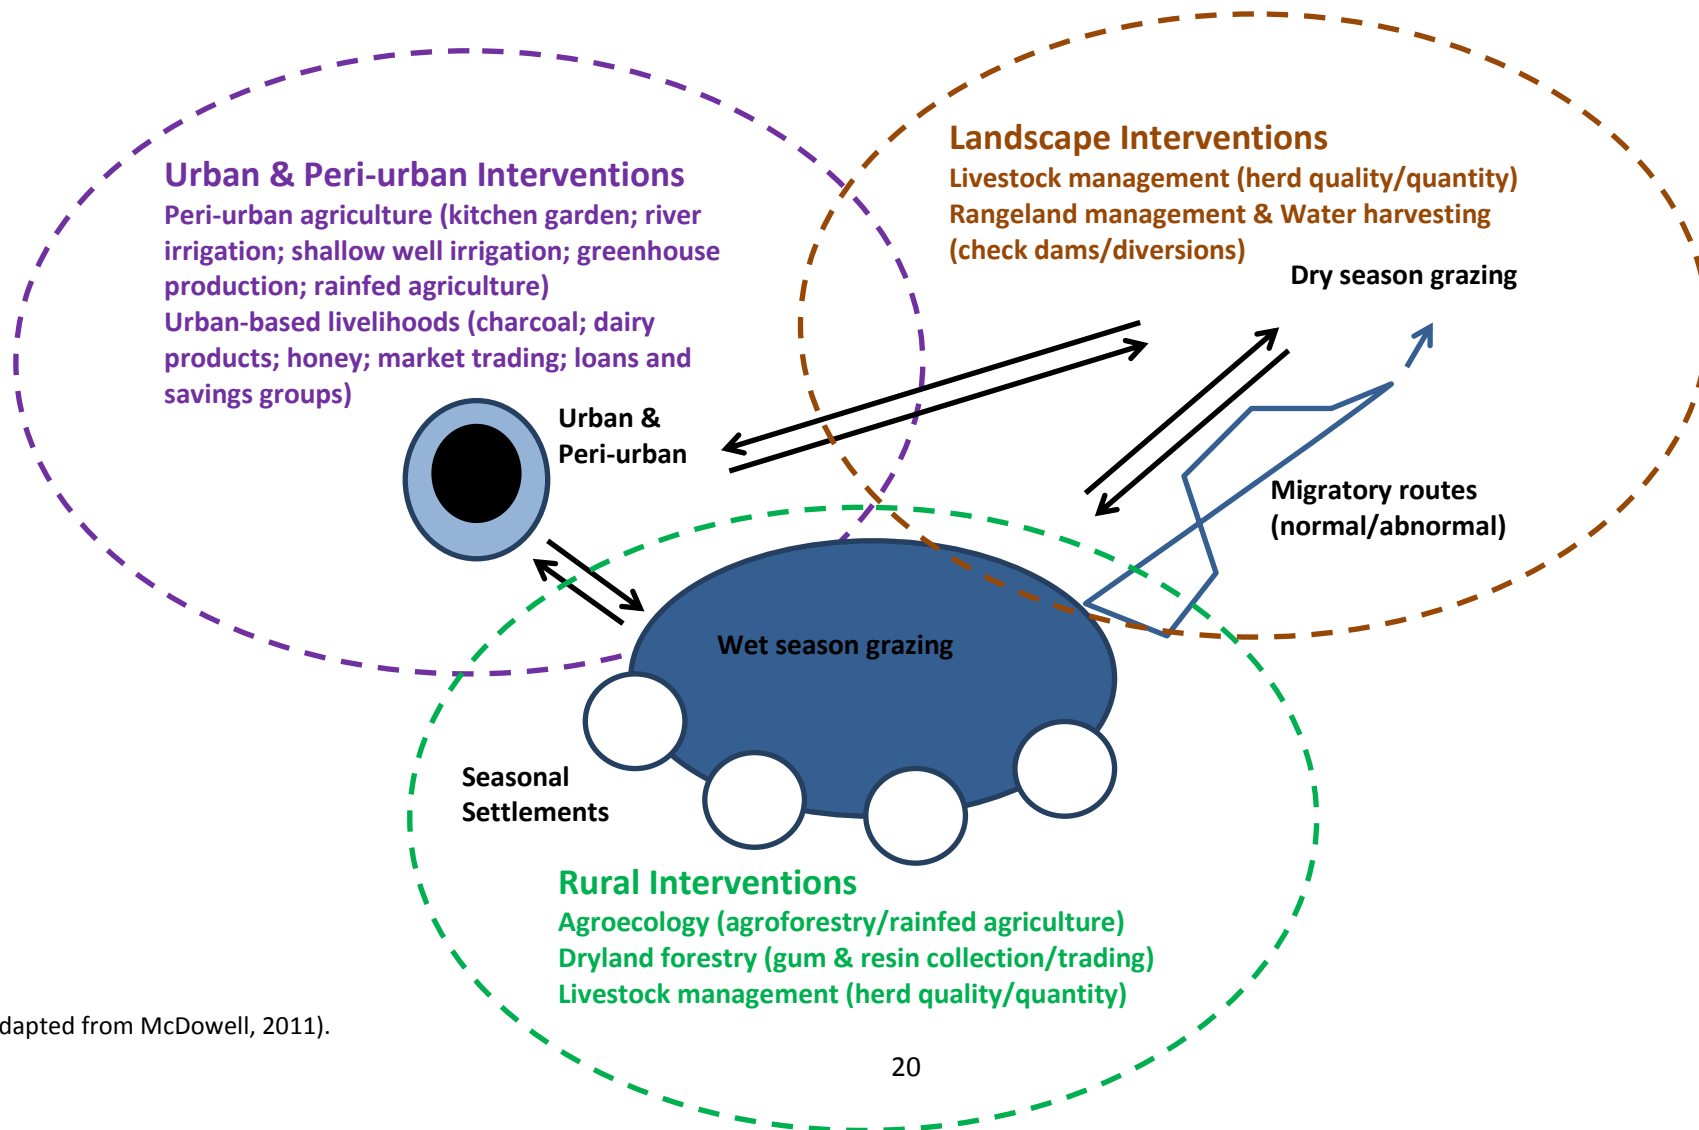 Urban & Peri-urban Interventions
Peri-urban agriculture (kitchen garden; river
irrigation; shallow well irrigation; greenhouse
production; rainfed agriculture)
Urban-based livelihoods (charcoal; dairy
products; honey; market trading; loans and
savings groups)
Landscape Interventions
Livestock management (herd quality/quantity)
Rangeland management & Water harvesting
(check dams/diversions)
Dry season grazing
Urban &
Peri-urban
Migratory routes
(normal/abnormal)
Wet season grazing
Seasonal
Settlements
Rural Interventions
Agroecology (agroforestry/rainfed agriculture)
Dryland forestry (gum & resin collection/trading)
Livestock management (herd quality/quantity)
dapted from McDowell, 2011).
20